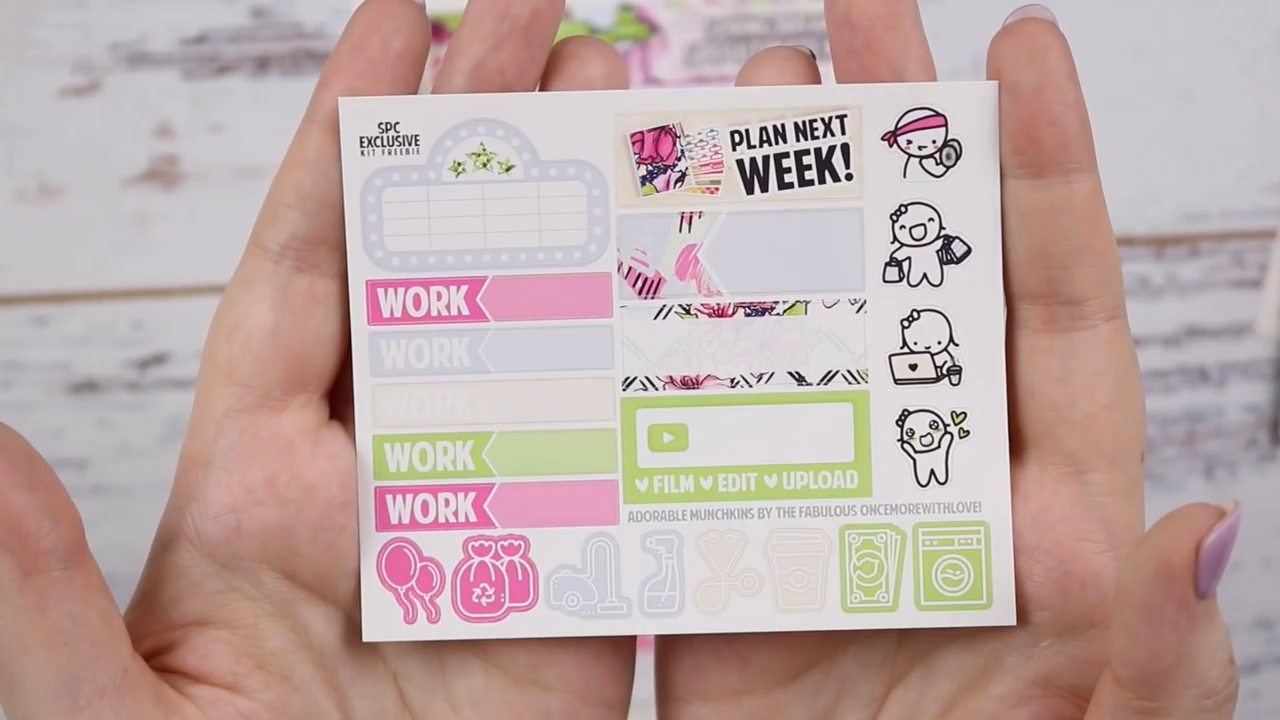 SPC
EXCLUSIVE
KIT FREEBIE
WORK
WORK
WORK
WORK
WORK
PLAN NEXT
WEEK!
FILM EDIT UPLOAD
ADORABLE MUNCHKINS BY THE FABULOUS ONCEMOREWITHLOVE!